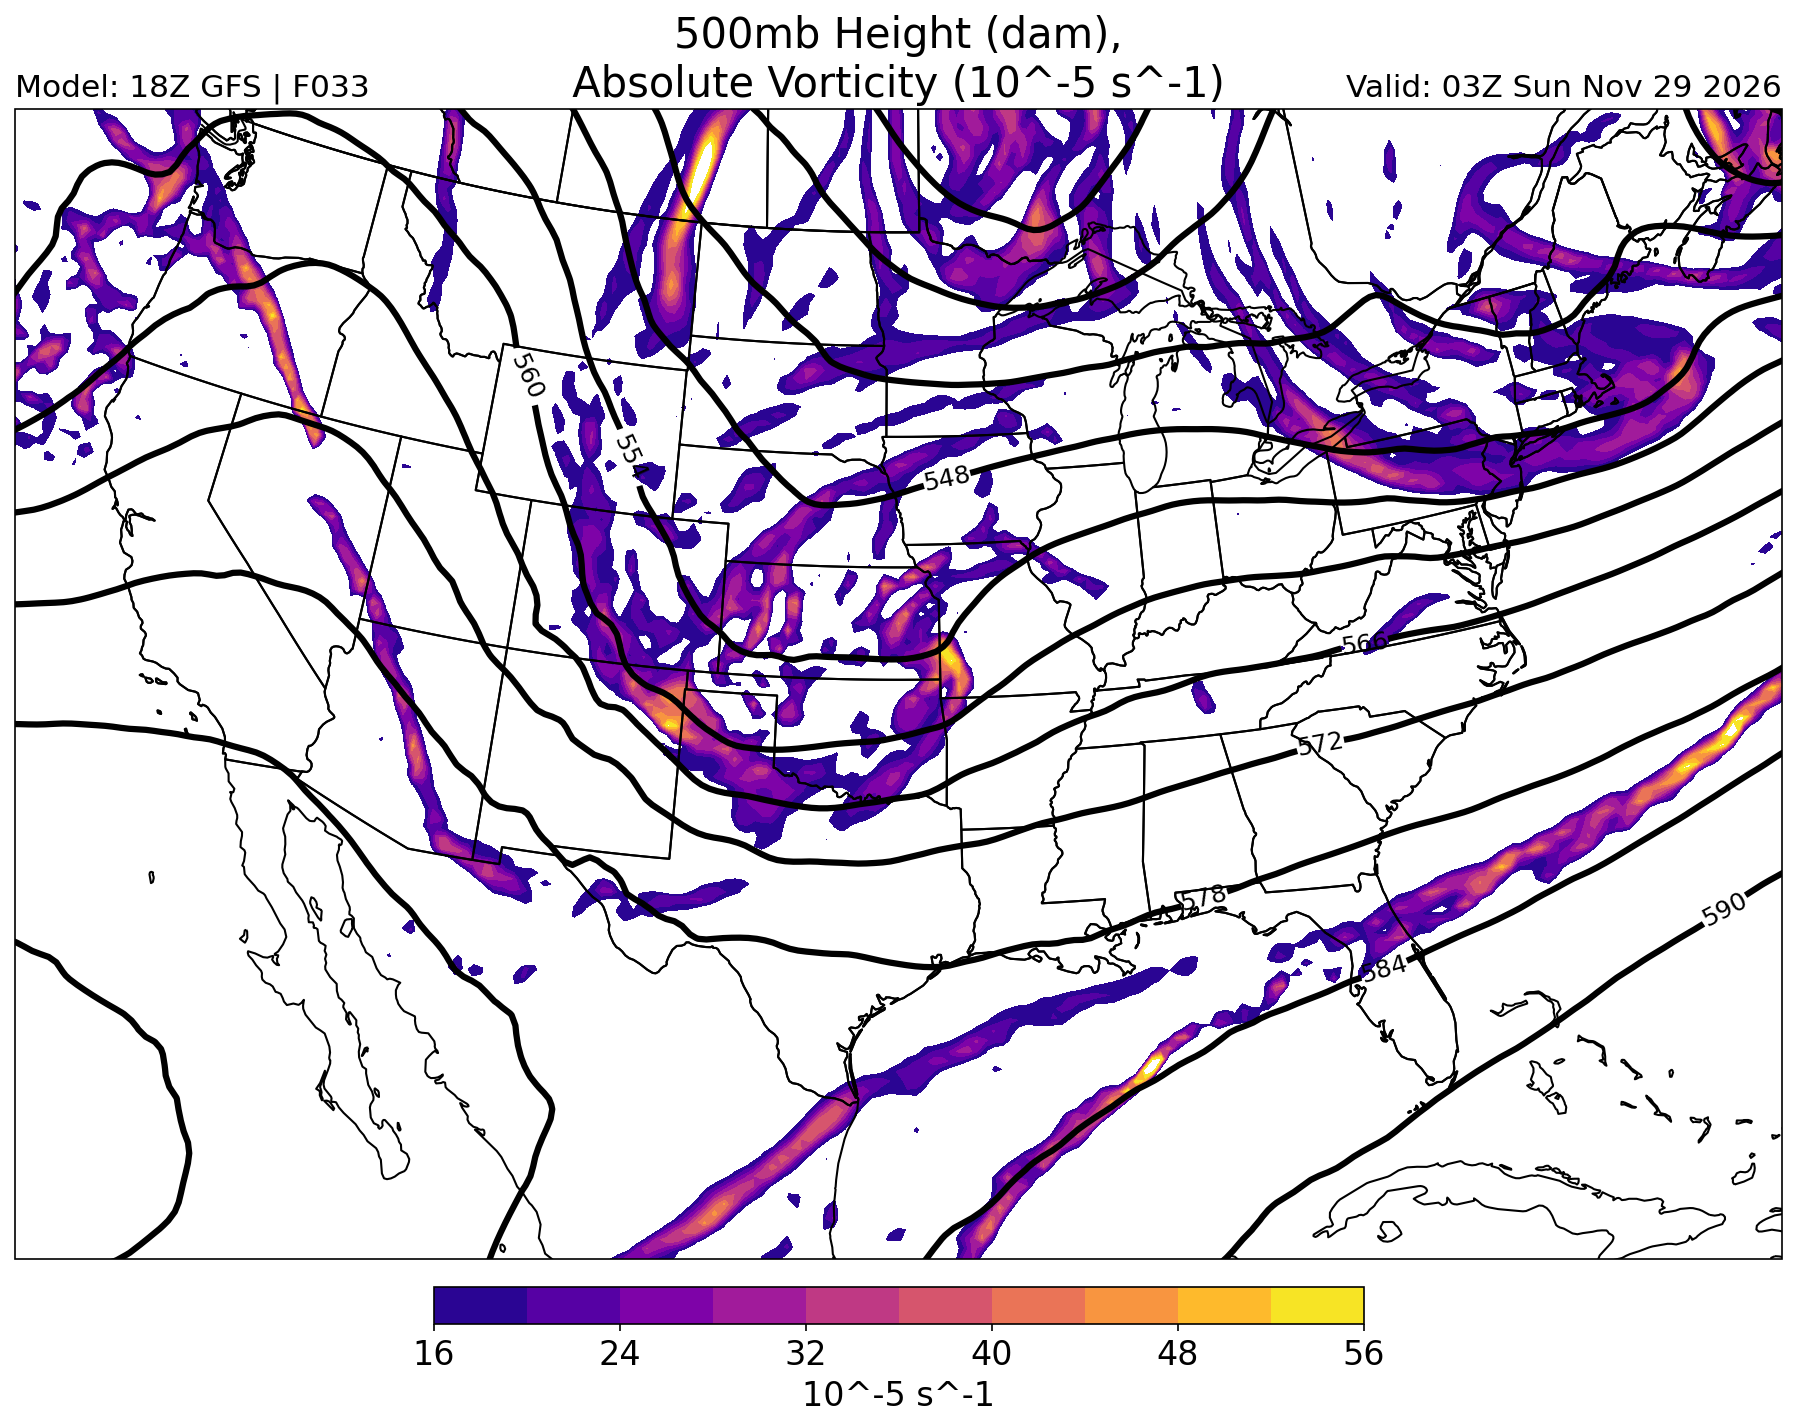 500mb Height (dam),
Absolute Vorticity (10^-5 s^-1)
Model: 18Z GFS | F033
Valid: 03Z Sun Nov 29 2026
560
554
548
566
572
578
584
590
16 24 32 40 48 56
10^-5 s^-1